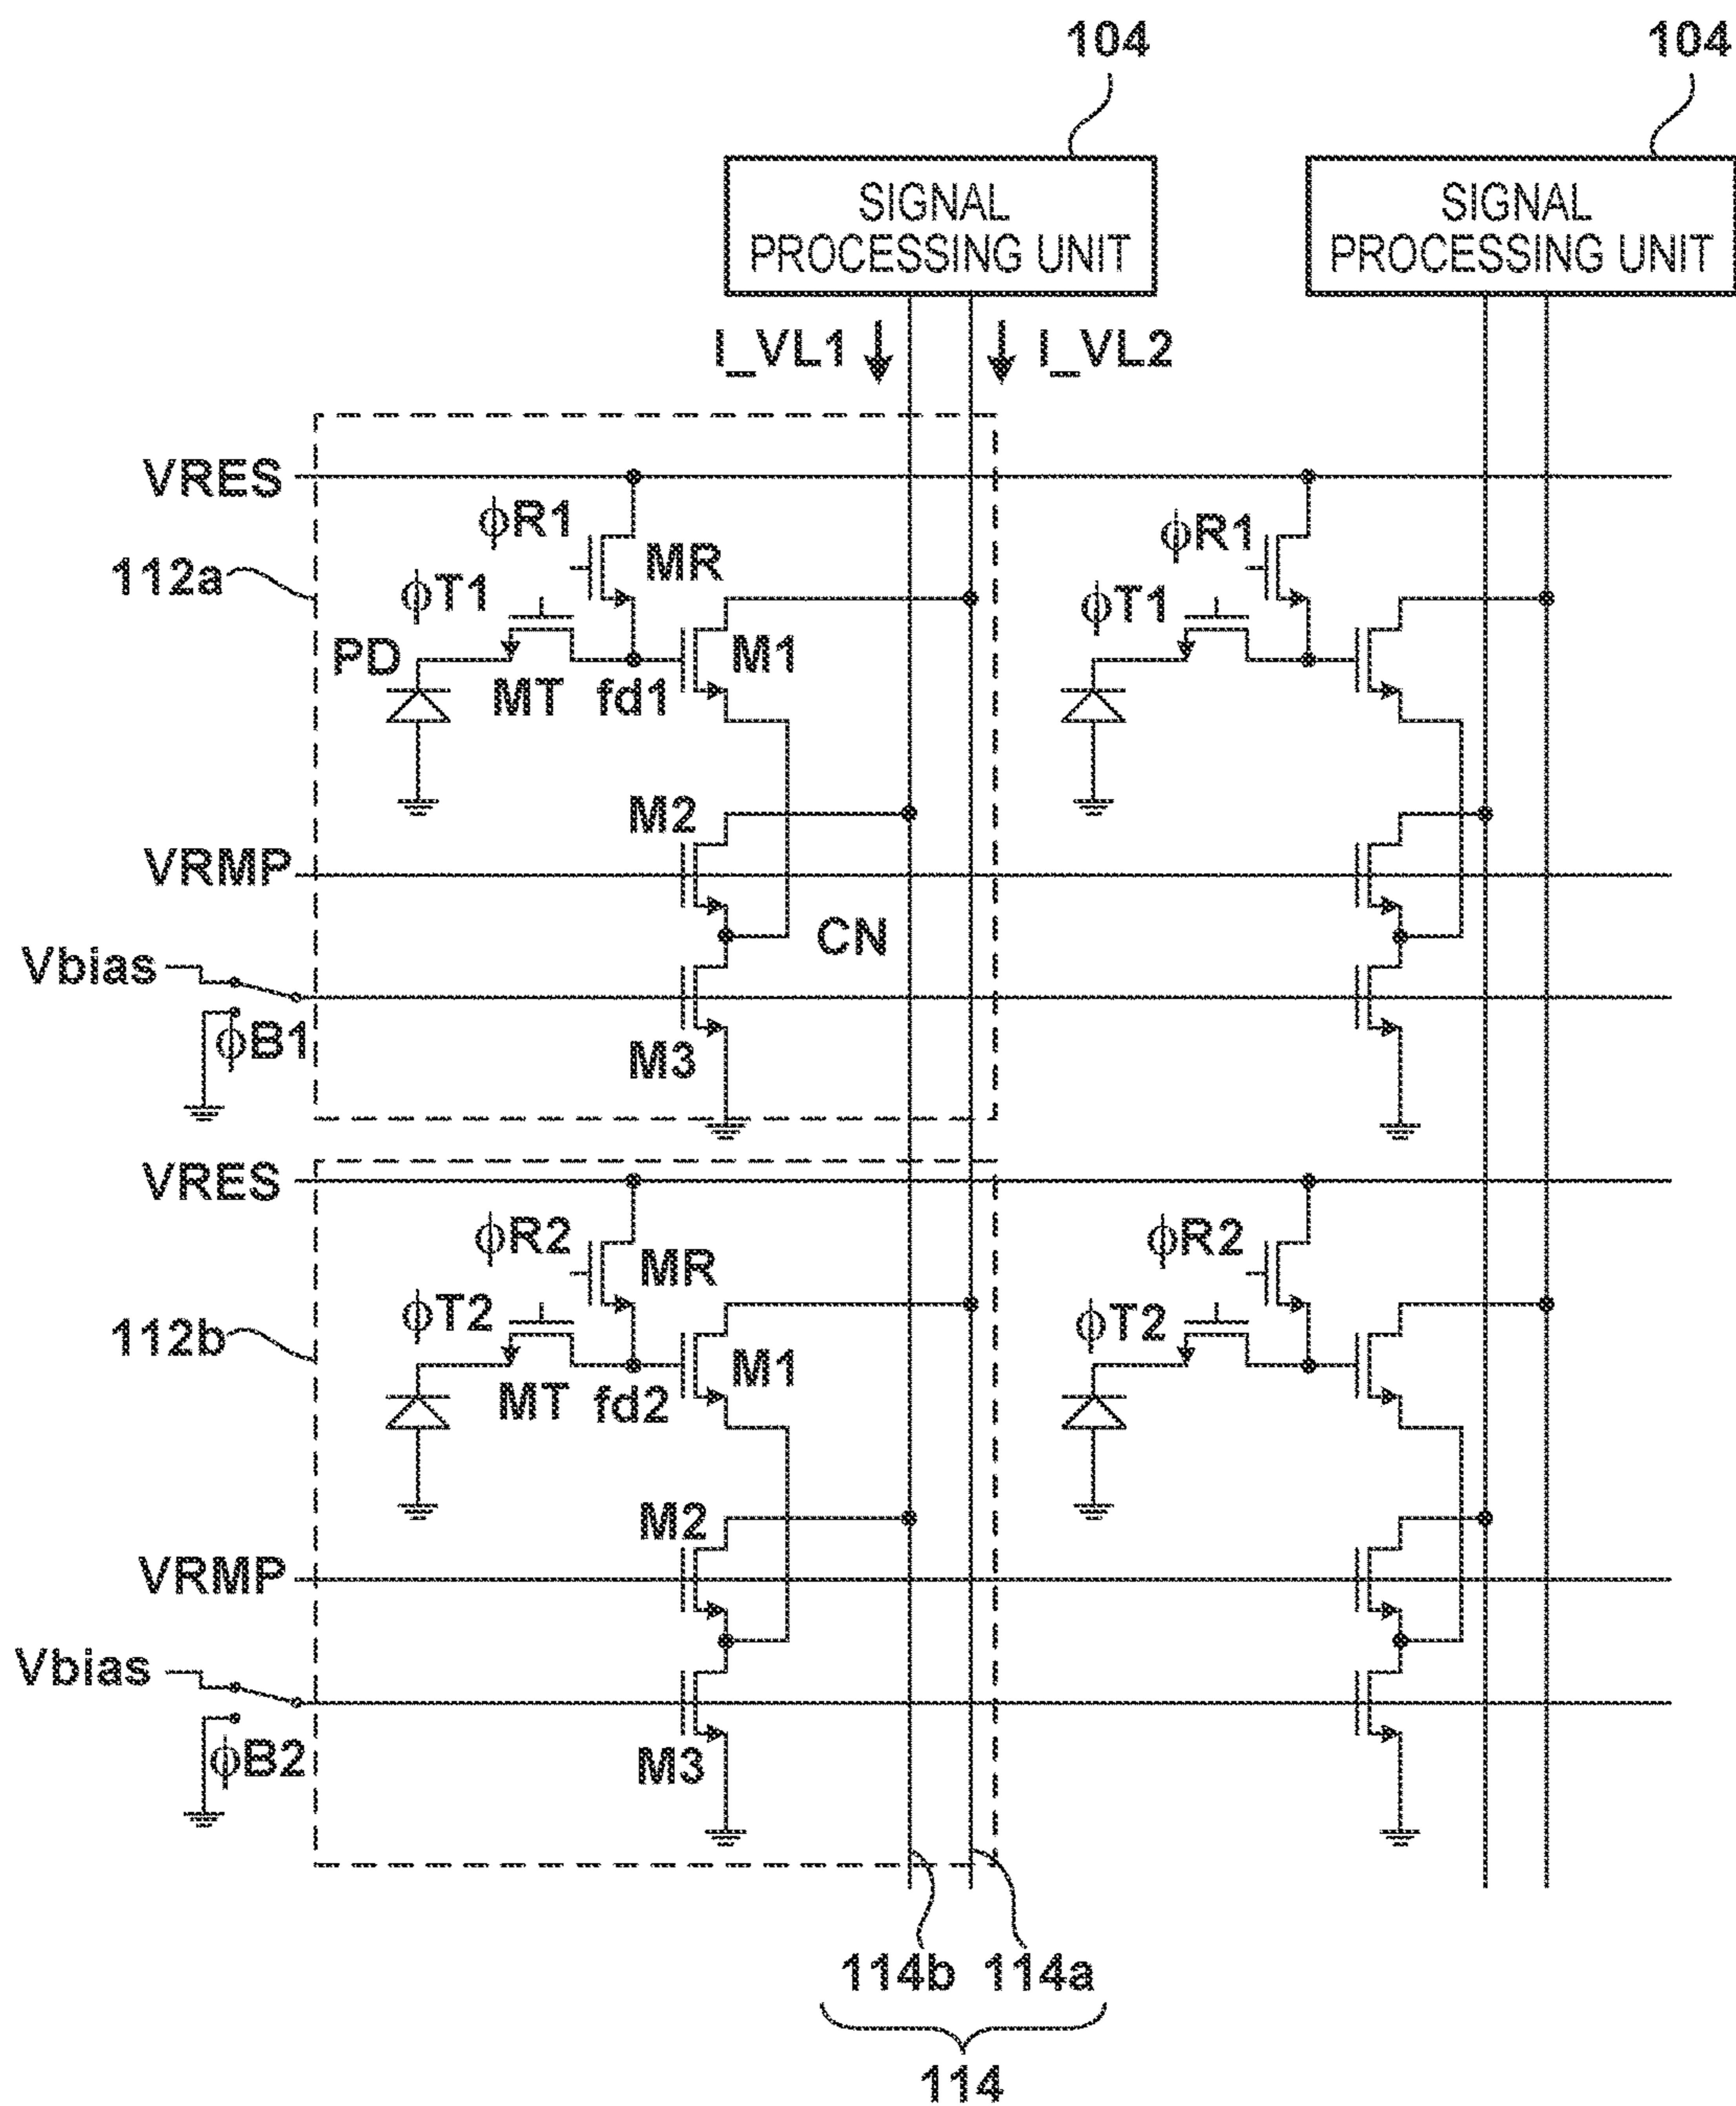 104
104
SIGNAL
PROCESSING UNIT
SIGNAL
PROCESSING UNIT
I_VL1
I_VL2
VRES
112a
ϕR1
MR
ϕT1
PD
MT
fd1
M1
ϕR1
ϕT1
M2
VRMP
CN
Vbias
ϕB1
M3
VRES
112b
ϕR2
MR
ϕT2
MT
fd2
M1
ϕR2
ϕT2
M2
VRMP
Vbias
ϕB2
M3
114b
114a
114